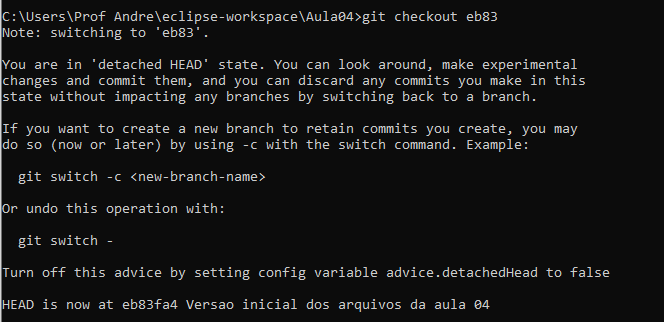 C:\Users\Prof Andre\eclipse-workspace\Aula04>git checkout eb83
Note: switching to 'eb83'.
You are in 'detached HEAD' state. You can look around, make experimental
changes and commit them, and you can discard any commits you make in this
state without impacting any branches by switching back to a branch.
If you want to create a new branch to retain commits you create, you may
do so (now or later) by using -c with the switch command. Example:
git switch -c <new-branch-name>
Or undo this operation with:
git switch -
Turn off this advice by setting config variable advice.detachedHead to false
HEAD is now at eb83fa4 Versao inicial dos arquivos da aula 04